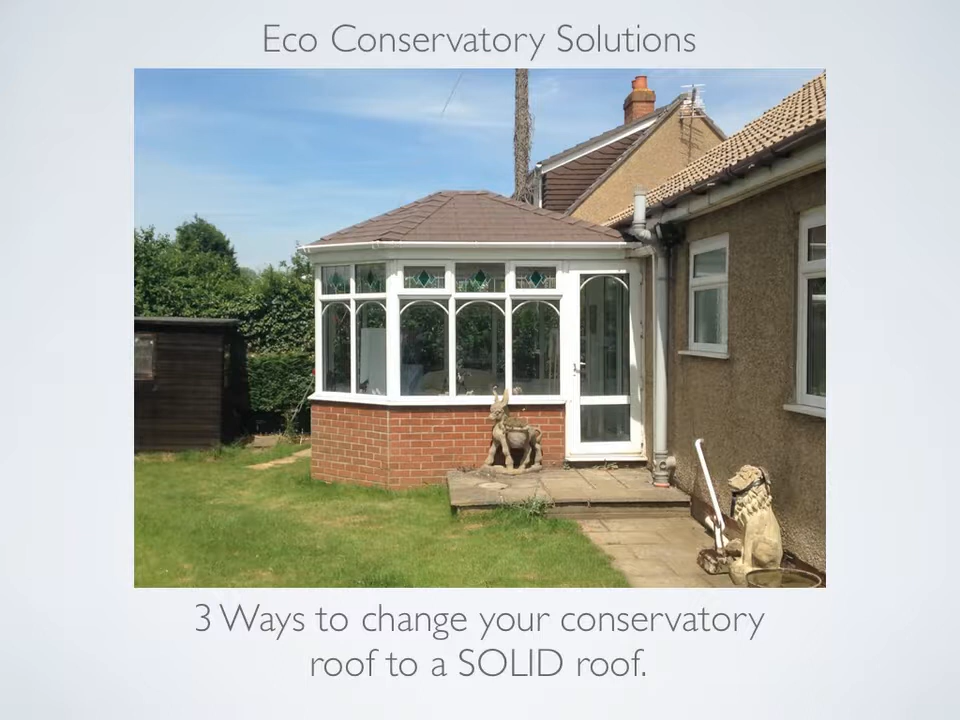 Eco Conservatory Solutions
3 Ways to change your conservatory
roof to a SOLID roof.